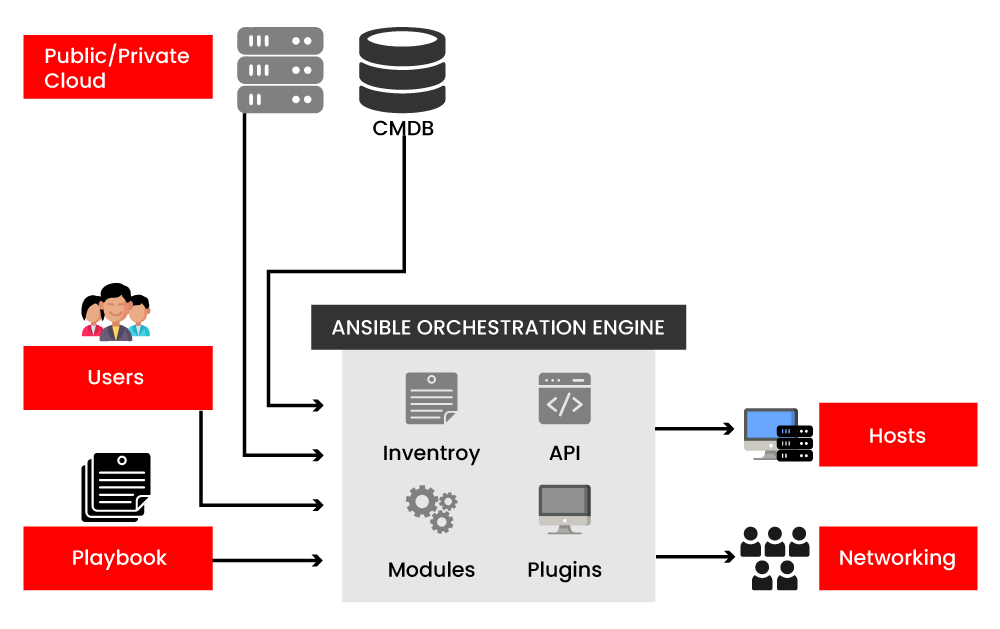 Public/Private
Cloud
CMDB
Users
Playbook
ANSIBLE ORCHESTRATION ENGINE
Inventroy
API
Modules
Plugins
Hosts
Networking